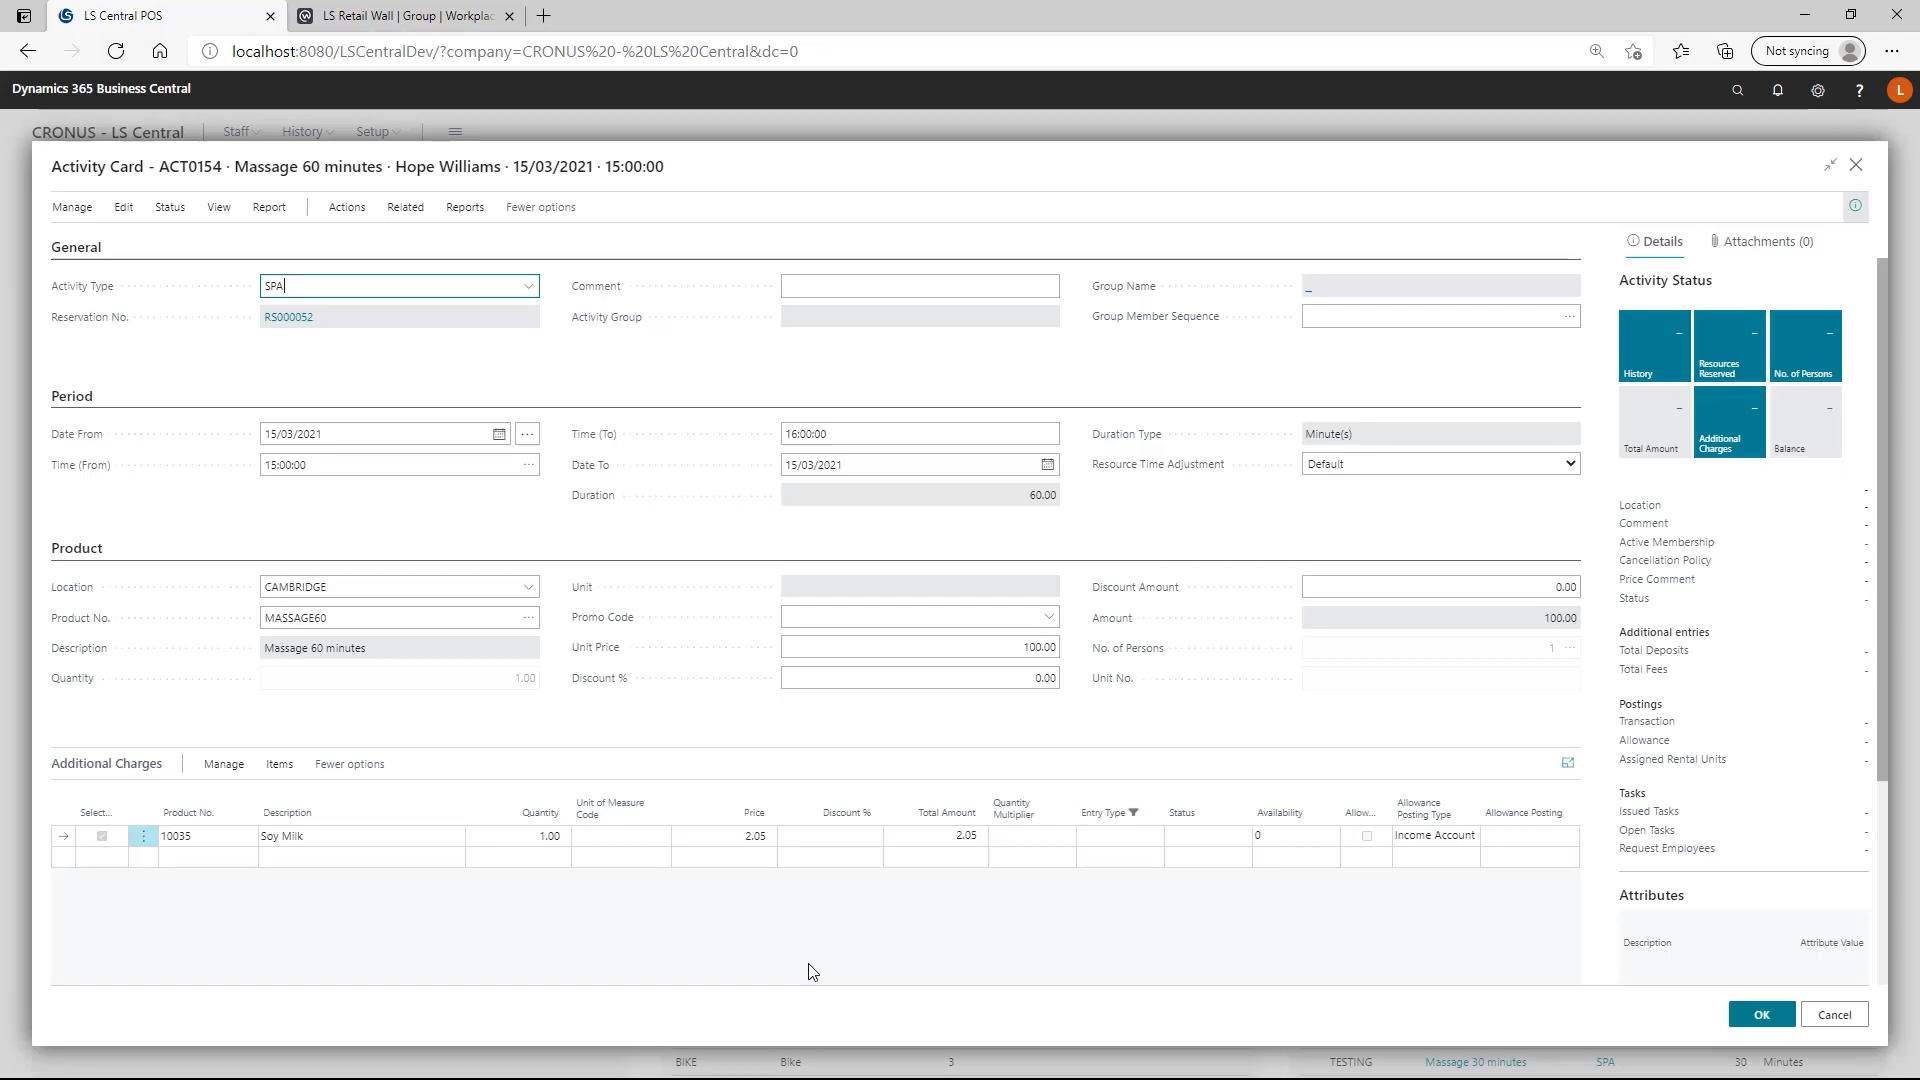 LS Central POS
LS Retail Wall | Group | Workplac
localhost:8080/LSCentralDev/?company=CRONUS%20-%20LS%20Central&dc=0
Not syncing
Dynamics 365 Business Central
L
CRONUS - LS Central
Staff
History
Setup
Activity Card - ACT0154 · Massage 60 minutes · Hope Williams · 15/03/2021 · 15:00:00
Manage Edit Status View Report Actions Related Reports Fewer options
General
Activity Type SPA Comment Group Name _
Reservation No. RS000052 Activity Group Group Member Sequence
Period
Date From 15/03/2021 Time (To) 16:00:00 Duration Type Minute(s)
Time (From) 15:00:00 Date To 15/03/2021 Resource Time Adjustment Default
Duration 60.00
Product
Location CAMBRIDGE Unit Discount Amount 0.00
Product No. MASSAGE60 Promo Code Amount 100.00
Description Massage 60 minutes Unit Price 100.00 No. of Persons 1
Quantity 1.00 Discount % 0.00 Unit No.
Additional Charges Manage Items Fewer options
Select... Product No. Description Quantity Unit of Measure Code Price Discount % Total Amount Quantity Multiplier Entry Type Status Availability Allow... Allowance Posting Type Allowance Posting
10035 Soy Milk 1.00 2.05 2.05 0 Income Account
Details Attachments (0)
Activity Status
– History
– Resources Reserved
– No. of Persons
– Total Amount
– Additional Charges
– Balance
-
Location -
Comment -
Active Membership -
Cancellation Policy -
Price Comment -
Status -
Additional entries
Total Deposits -
Total Fees -
Postings
Transaction -
Allowance -
Assigned Rental Units -
Tasks
Issued Tasks -
Open Tasks -
Request Employees -
Attributes
Description Attribute Value
OK Cancel
BIKE Bike 3 TESTING Massage 30 minutes SPA 30 Minutes